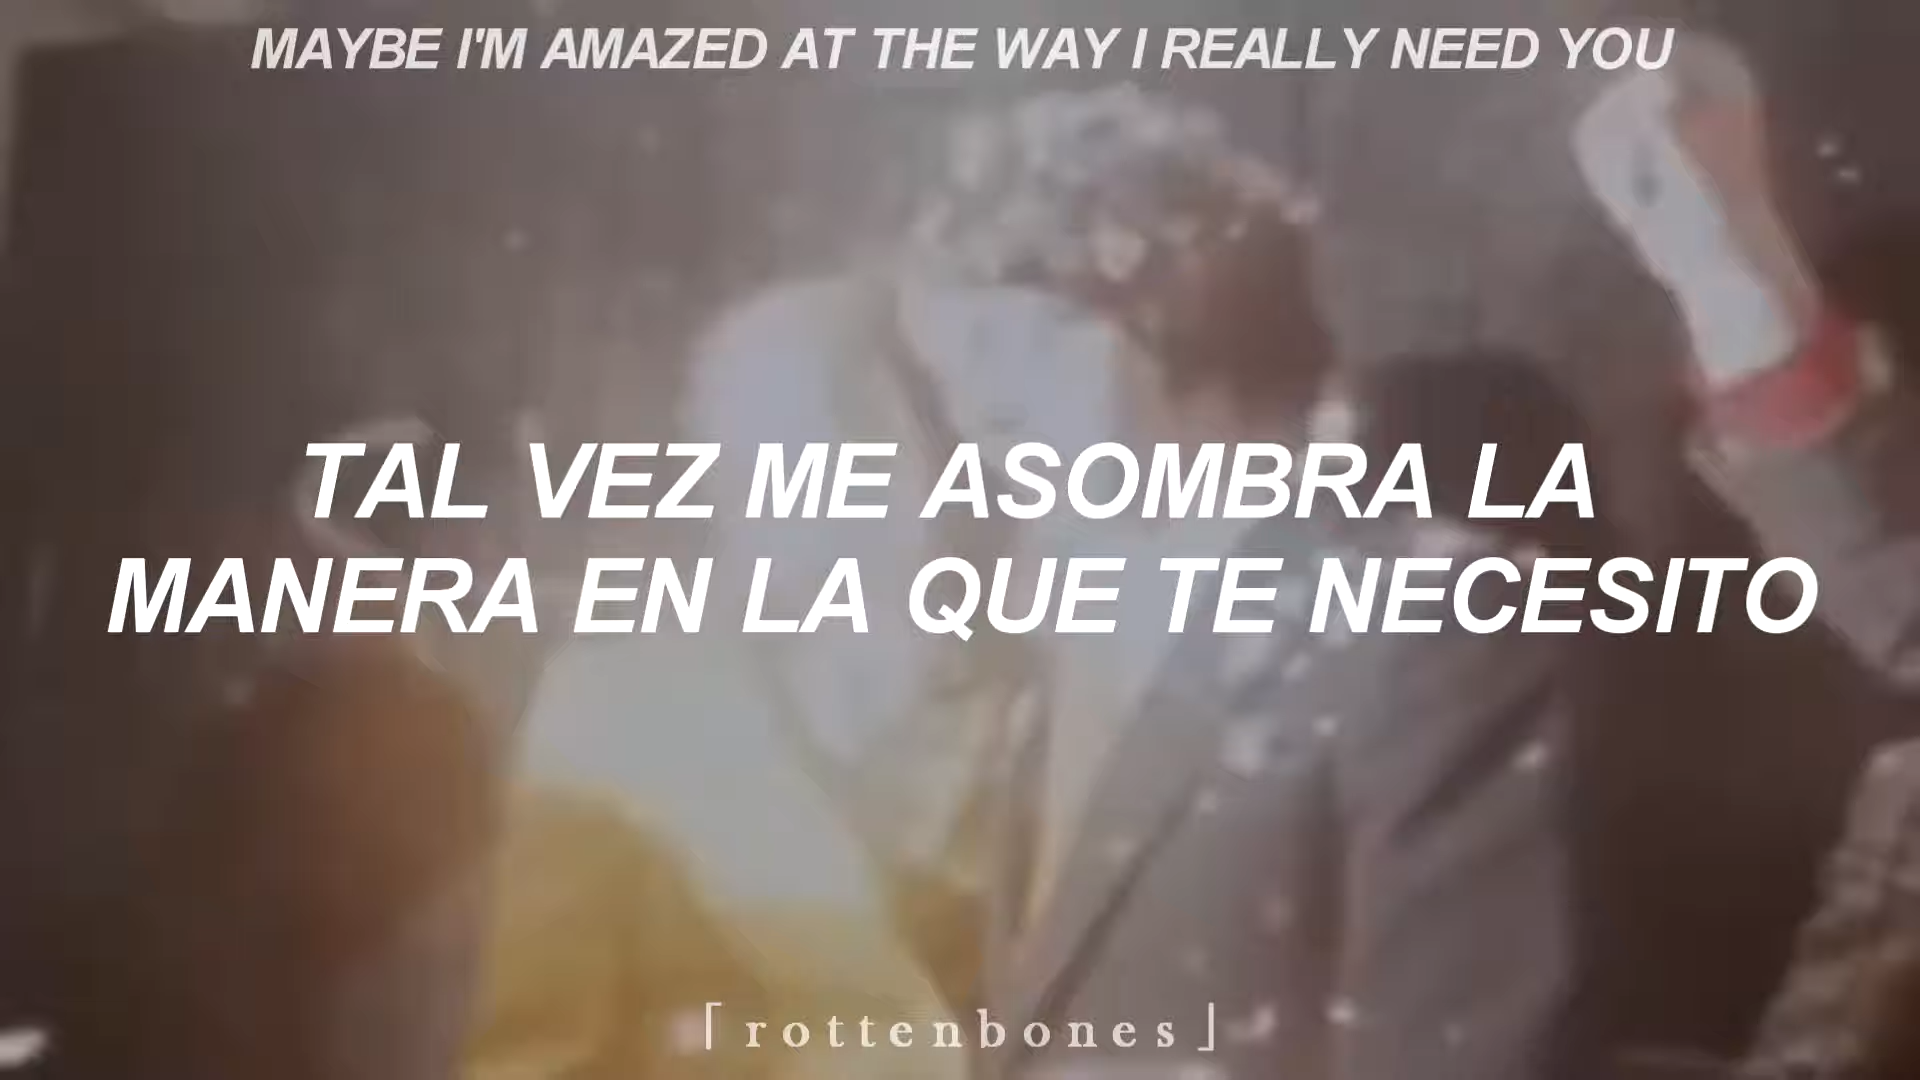 MAYBE I'M AMAZED AT THE WAY I REALLY NEED YOU
TAL VEZ ME ASOMBRA LA
MANERA EN LA QUE TE NECESITO
「rottenbones」